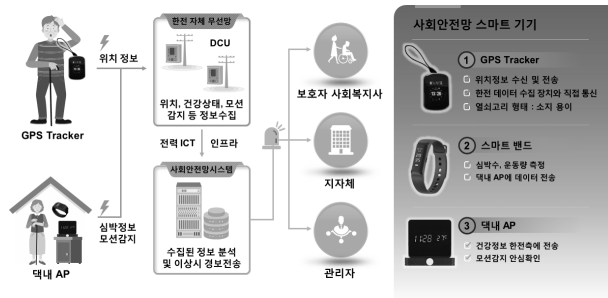 GPS Tracker
위치 정보
댁내 AP
심박정보
모션감지
한전 자체 무선망
DCU
위치, 건강상태, 모션
감지 등 정보수집
전력 ICT
인프라
사회안전망시스템
수집된 정보 분석
및 이상시 경보전송
보호자 사회복지사
지자체
관리자
사회안전망 스마트 기기
1 GPS Tracker
위치정보 수신 및 전송
한전 데이터 수집 장치와 직접 통신
열쇠고리 형태 : 소지 용이
2 스마트 밴드
심박수, 운동량 측정
댁내 AP에 데이터 전송
3 댁내 AP
건강정보 한전측에 전송
모션감지 안심확인